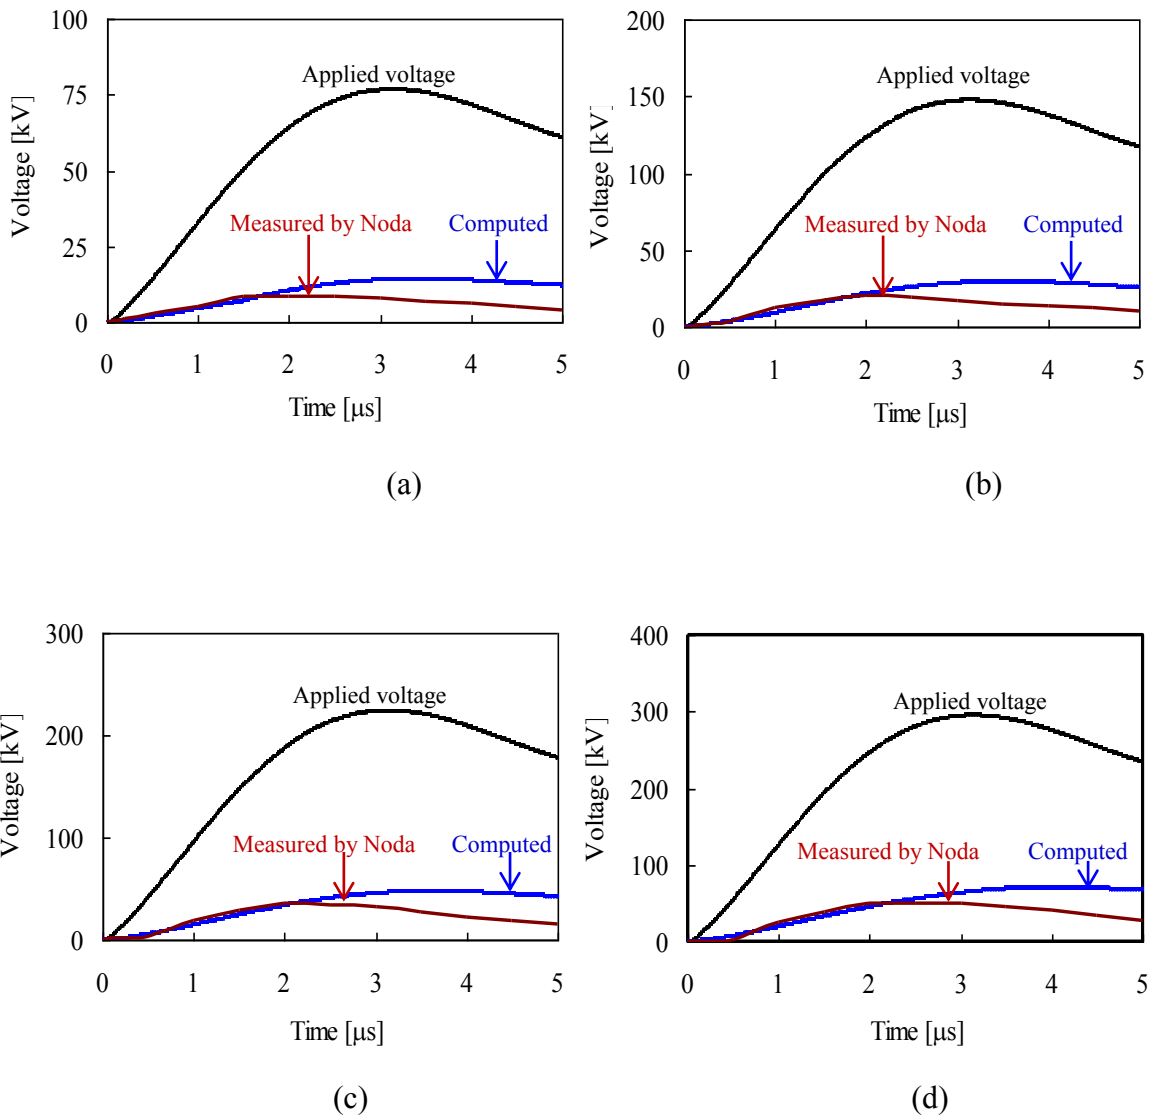 100
75
50
25
0
Voltage [kV]
Applied voltage
Measured by Noda
Computed
0 1 2 3 4 5
Time [μs]
(a)
200
150
100
50
0
Voltage [kV]
Applied voltage
Measured by Noda
Computed
0 1 2 3 4 5
Time [μs]
(b)
300
200
100
0
Voltage [kV]
Applied voltage
Measured by Noda
Computed
0 1 2 3 4 5
Time [μs]
(c)
400
300
200
100
0
Voltage [kV]
Applied voltage
Measured by Noda
Computed
0 1 2 3 4 5
Time [μs]
(d)